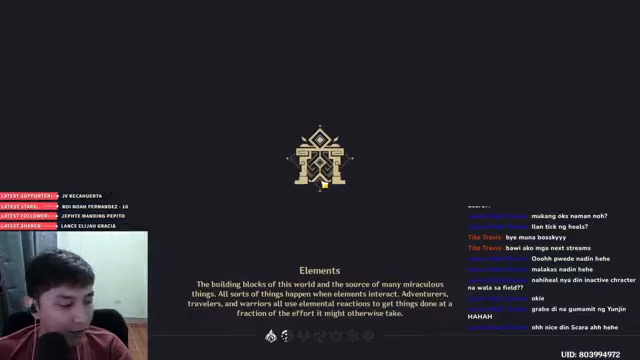 LATEST SUPPORTER: JV RECAHUERTA
LATEST STARS: ROI NOAH FERNANDEZ - 10
LATEST FOLLOWER: JEPHTE MANDING PEPITO
LATEST SHARER: LANCE ELIJAH GRACIA
Elements
The building blocks of this world and the source of many miraculous
things. All sorts of things happen when elements interact. Adventurers,
travelers, and warriors all use elemental reactions to get things done at a
fraction of the effort it might otherwise take.
mukang oks naman noh?
Ilan tick ng heals?
Tito Travis: bye muna bosskyyy
Tito Travis: bawi ako mga next streams
Ooohh pwede nadin hehe
malakas nadin hehe
nahiheal nya din inactive chracter
na wala sa field??
okie
grabe di na gumamit ng Yunjin
HAHAH
ohh nice din Scara ahh hehe
UID: 803994972